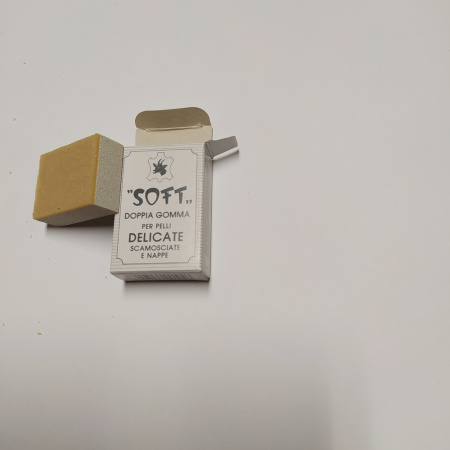 "SOFT„
DOPPIA GOMMA
PER PELLI
DELICATE
SCAMOSCIATE
E NAPPE